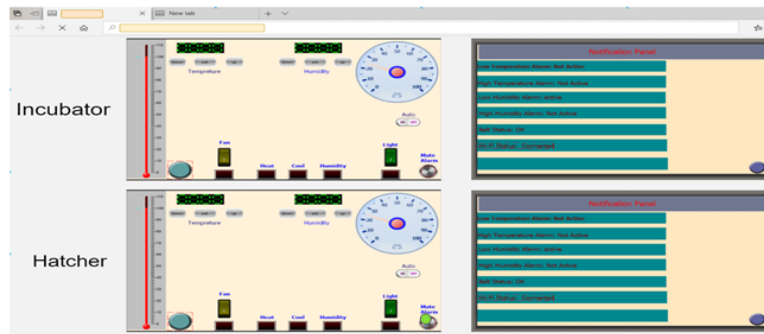 New tab
Incubator
Tempreture
Humidity
Auto
Fan
Heat
Cool
Humidity
Light
Mute
Alarm
Notification Panel
Low Temperature Alarm: Not Active
High Temperature Alarm: Not Active
Low Humidity Alarm: active
High Humidity Alarm: Not Active
Belt Status: OK
Wi-Fi Status: Connected
Hatcher
Tempreture
Humidity
Auto
Fan
Heat
Cool
Humidity
Light
Mute
Alarm
Notification Panel
Low Temperature Alarm: Not Active
High Temperature Alarm: Not Active
Low Humidity Alarm: active
High Humidity Alarm: Not Active
Belt Status: OK
Wi-Fi Status: Connected